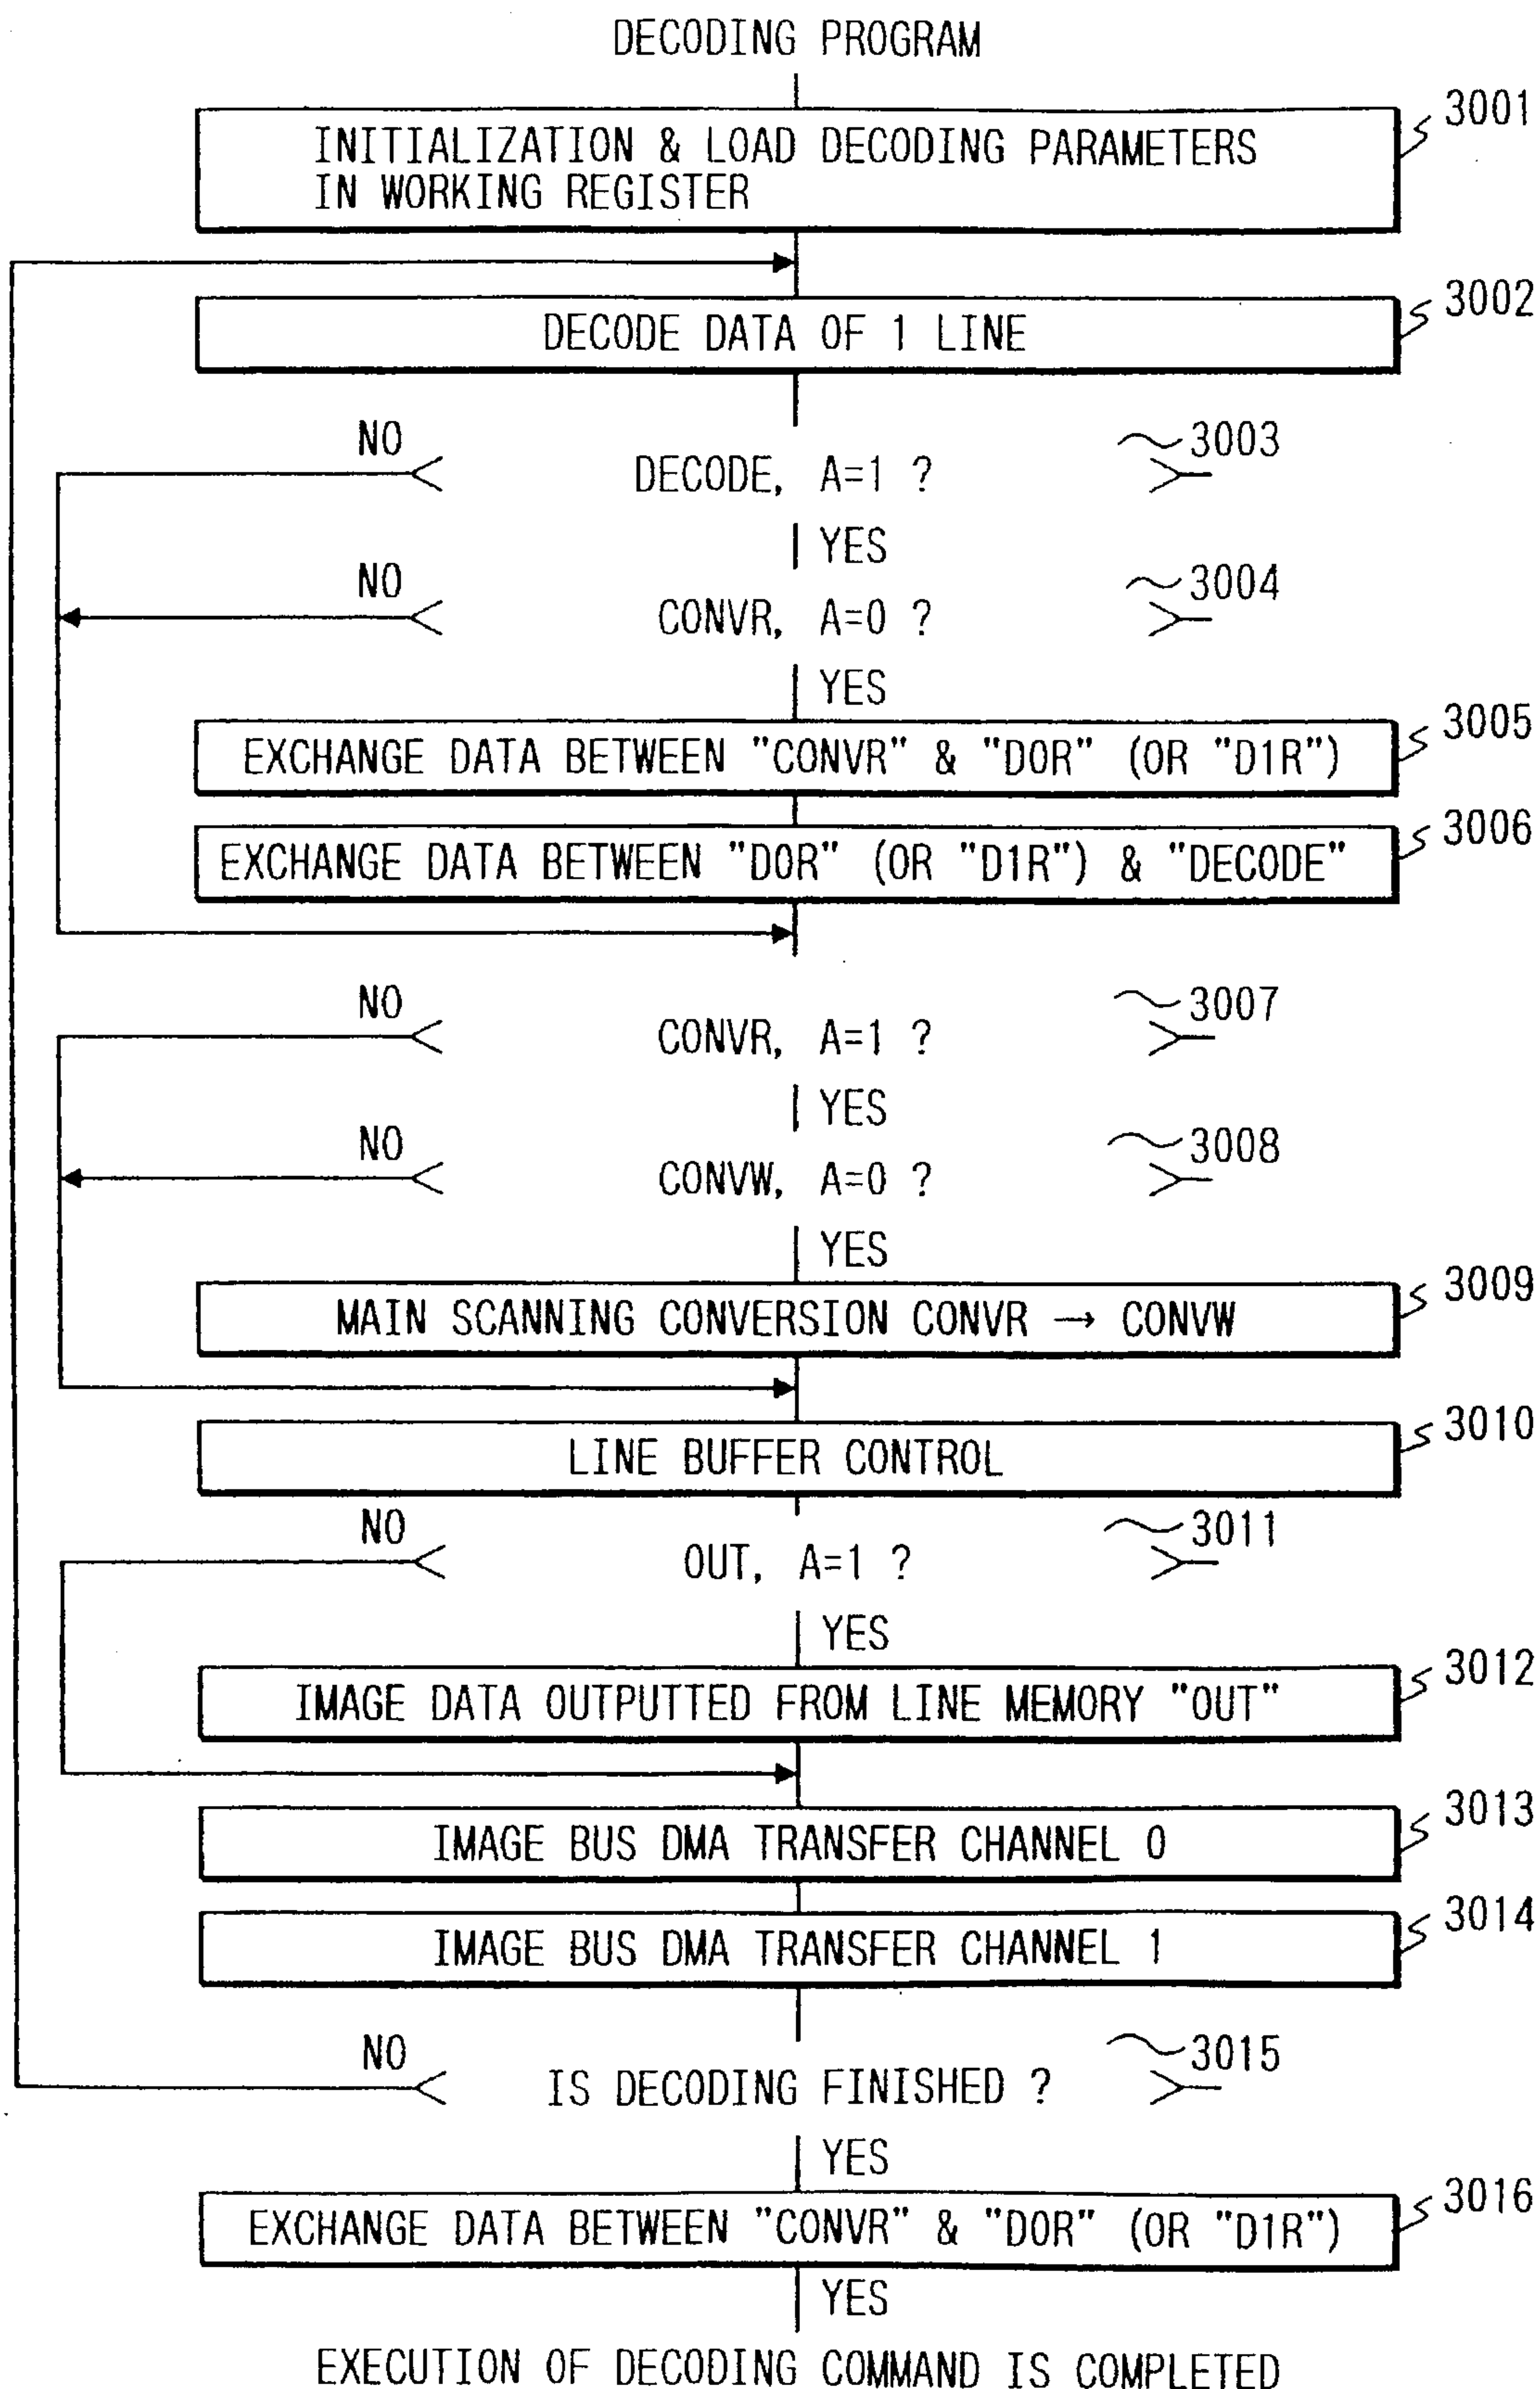 DECODING PROGRAM
3001
INITIALIZATION & LOAD DECODING PARAMETERS
IN WORKING REGISTER
3002
DECODE DATA OF 1 LINE
NO
DECODE, A=1 ?
3003
YES
NO
CONVR, A=0 ?
3004
YES
3005
EXCHANGE DATA BETWEEN "CONVR" & "D0R" (OR "D1R")
3006
EXCHANGE DATA BETWEEN "D0R" (OR "D1R") & "DECODE"
NO
CONVR, A=1 ?
3007
YES
NO
CONVW, A=0 ?
3008
YES
3009
MAIN SCANNING CONVERSION CONVR → CONVW
3010
LINE BUFFER CONTROL
NO
OUT, A=1 ?
3011
YES
3012
IMAGE DATA OUTPUTTED FROM LINE MEMORY "OUT"
3013
IMAGE BUS DMA TRANSFER CHANNEL 0
3014
IMAGE BUS DMA TRANSFER CHANNEL 1
NO
IS DECODING FINISHED ?
3015
YES
3016
EXCHANGE DATA BETWEEN "CONVR" & "D0R" (OR "D1R")
YES
EXECUTION OF DECODING COMMAND IS COMPLETED